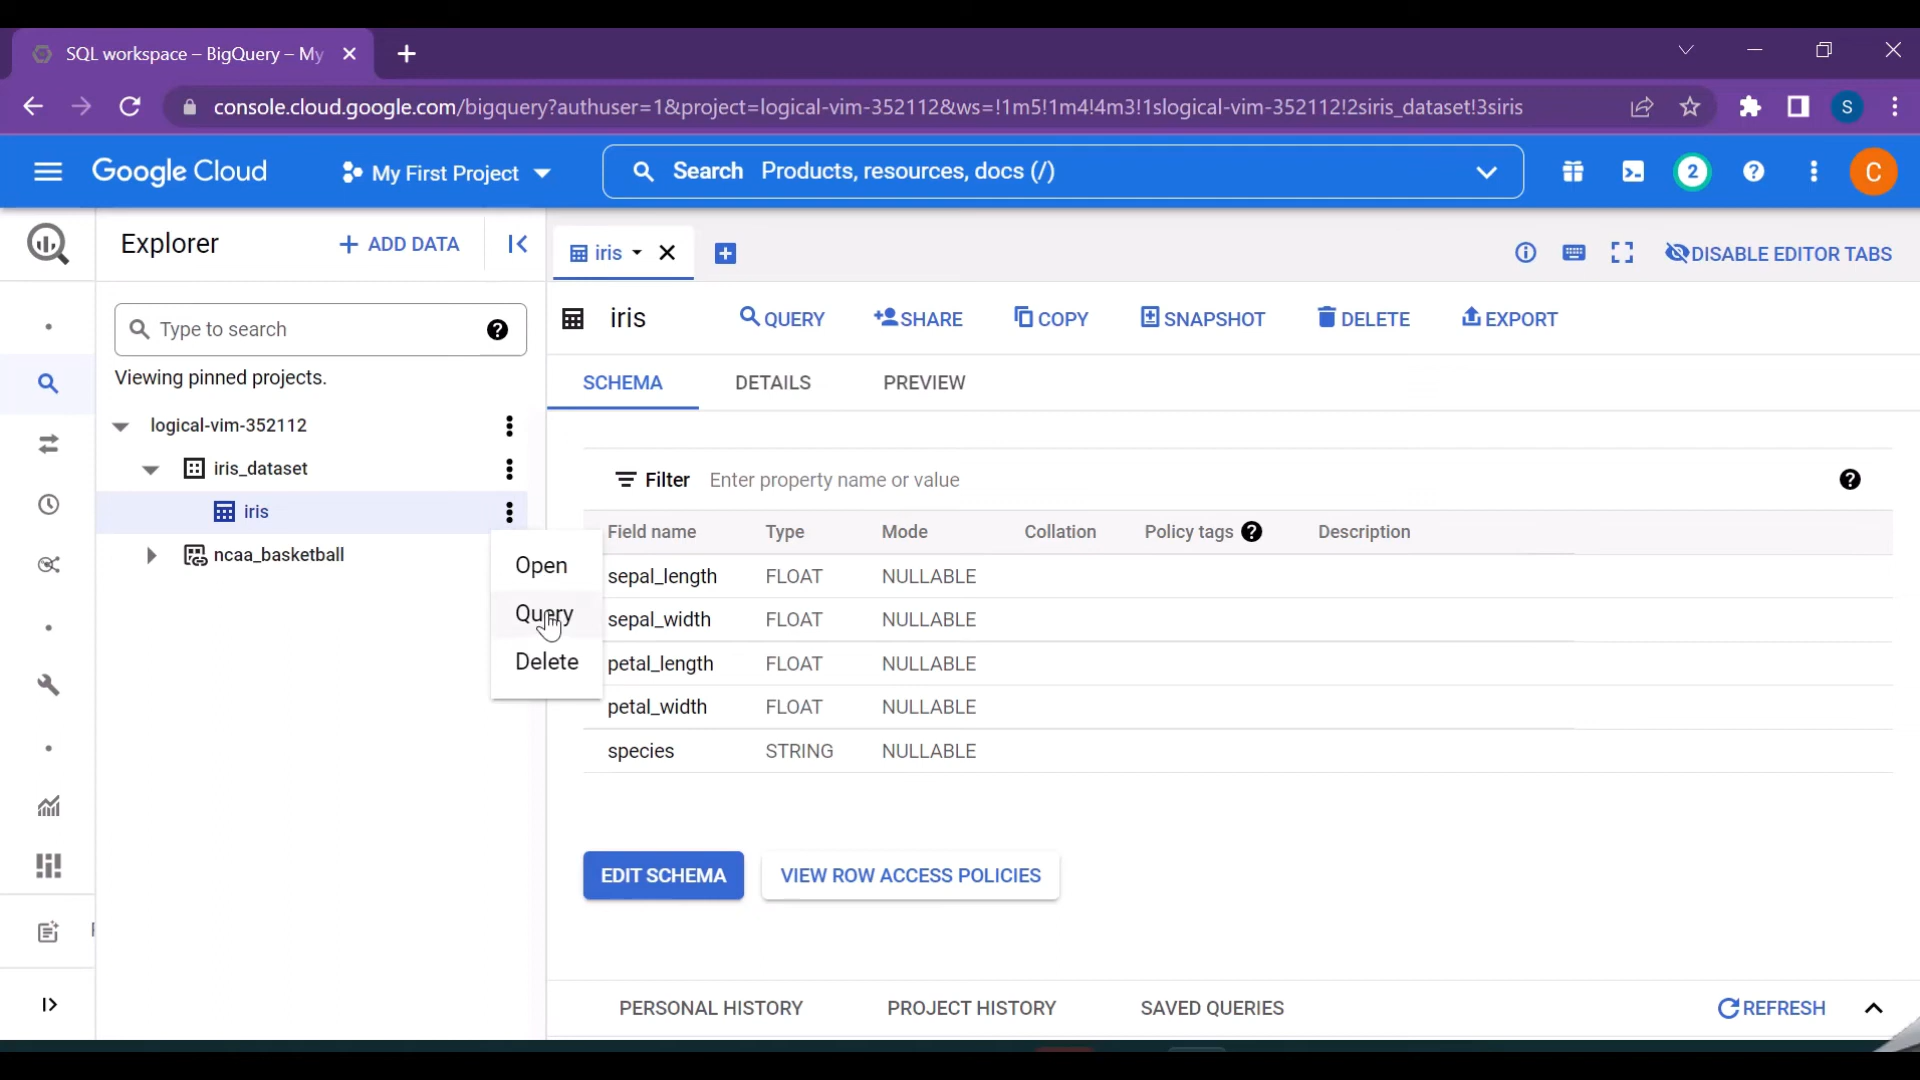 SQL workspace – BigQuery – My
console.cloud.google.com/bigquery?authuser=1&project=logical-vim-352112&ws=!1m5!1m4!4m3!1slogical-vim-352112!2siris_dataset!3siris
S
Google Cloud
My First Project
Search Products, resources, docs (/)
2
C
Explorer
ADD DATA
iris
DISABLE EDITOR TABS
Type to search
iris
QUERY
SHARE
COPY
SNAPSHOT
DELETE
EXPORT
Viewing pinned projects.
SCHEMA
DETAILS
PREVIEW
logical-vim-352112
iris_dataset
iris
ncaa_basketball
Open
Query
Delete
Filter Enter property name or value
Field name Type Mode Collation Policy tags Description
sepal_length FLOAT NULLABLE
sepal_width FLOAT NULLABLE
petal_length FLOAT NULLABLE
petal_width FLOAT NULLABLE
species STRING NULLABLE
EDIT SCHEMA
VIEW ROW ACCESS POLICIES
PERSONAL HISTORY
PROJECT HISTORY
SAVED QUERIES
REFRESH